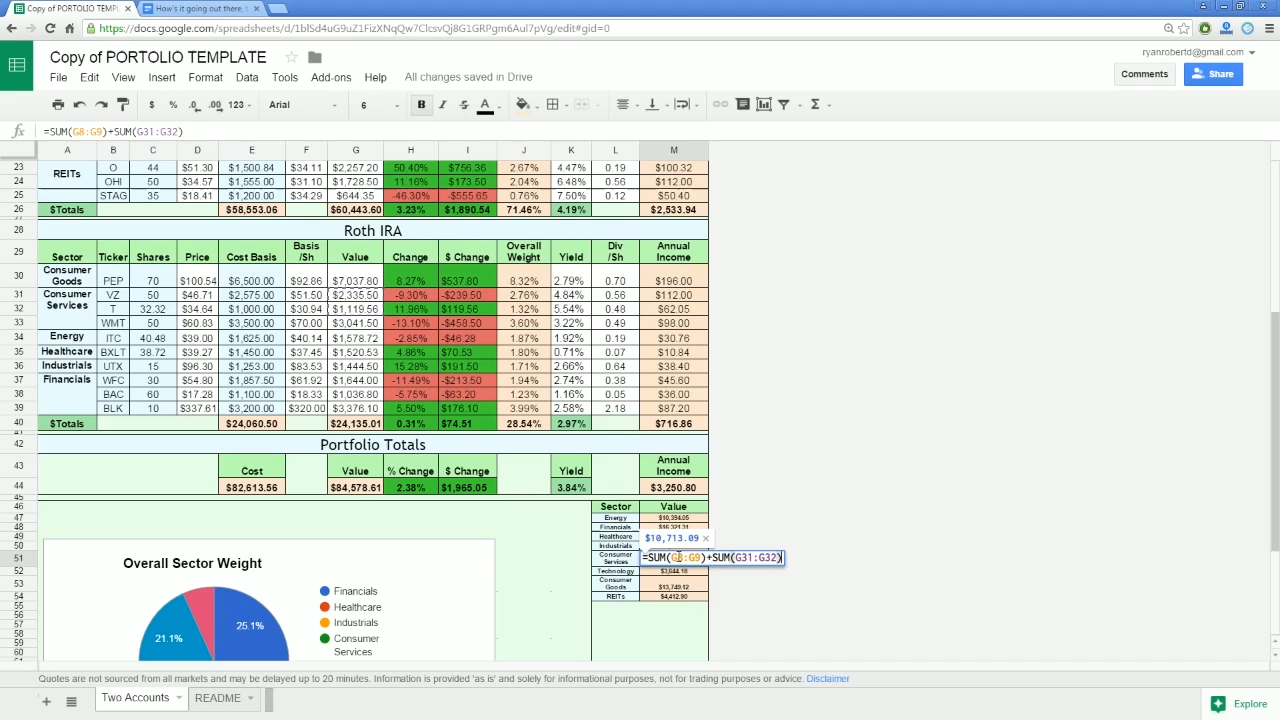 Copy of PORTOLIO TEMPL
How's it going out there,
https://docs.google.com/spreadsheets/d/1blSd4uG9uZ1FizXNqQw7ClcsvQj8G1GRPgm6Aul7pVg/edit#gid=0
Copy of PORTOLIO TEMPLATE
ryanrobertd@gmail.com
File Edit View Insert Format Data Tools Add-ons Help All changes saved in Drive
Comments Share
$ % .0 .00 123 Arial 6 B I S A Σ
fx =SUM(G8:G9)+SUM(G31:G32)
A B C D E F G H I J K L M
23 REITs O 44 $51.30 $1,500.84 $34.11 $2,257.20 50.40% $756.36 2.67% 4.47% 0.19 $100.32
24 OHI 50 $34.57 $1,555.00 $31.10 $1,728.50 11.16% $173.50 2.04% 6.48% 0.56 $112.00
25 STAG 35 $18.41 $1,200.00 $34.29 $644.35 -46.30% -$555.65 0.76% 7.50% 0.12 $50.40
26 $Totals $58,553.06 $60,443.60 3.23% $1,890.54 71.46% 4.19% $2,533.94
28 Roth IRA
29 Sector Ticker Shares Price Cost Basis Basis /Sh Value Change $ Change Overall Weight Yield Div /Sh Annual Income
30 Consumer Goods PEP 70 $100.54 $6,500.00 $92.86 $7,037.80 8.27% $537.80 8.32% 2.79% 0.70 $196.00
31 Consumer Services VZ 50 $46.71 $2,575.00 $51.50 $2,335.50 -9.30% -$239.50 2.76% 4.84% 0.56 $112.00
32 T 32.32 $34.64 $1,000.00 $30.94 $1,119.56 11.96% $119.56 1.32% 5.54% 0.48 $62.05
33 WMT 50 $60.83 $3,500.00 $70.00 $3,041.50 -13.10% -$458.50 3.60% 3.22% 0.49 $98.00
34 Energy ITC 40.48 $39.00 $1,625.00 $40.14 $1,578.72 -2.85% -$46.28 1.87% 1.92% 0.19 $30.76
35 Healthcare BXLT 38.72 $39.27 $1,450.00 $37.45 $1,520.53 4.86% $70.53 1.80% 0.71% 0.07 $10.84
36 Industrials UTX 15 $96.30 $1,253.00 $83.53 $1,444.50 15.28% $191.50 1.71% 2.66% 0.64 $38.40
37 Financials WFC 30 $54.80 $1,857.50 $61.92 $1,644.00 -11.49% -$213.50 1.94% 2.74% 0.38 $45.60
38 BAC 60 $17.28 $1,100.00 $18.33 $1,036.80 -5.75% -$63.20 1.23% 1.16% 0.05 $36.00
39 BLK 10 $337.61 $3,200.00 $320.00 $3,376.10 5.50% $176.10 3.99% 2.58% 2.18 $87.20
40 $Totals $24,060.50 $24,135.01 0.31% $74.51 28.54% 2.97% $716.86
42 Portfolio Totals
43 Cost Value % Change $ Change Yield Annual Income
44 $82,613.56 $84,578.61 2.38% $1,965.05 3.84% $3,250.80
45
46 Sector Value
47 Energy $10,394.05
48 Financials $16,321.31
49 Healthcare $10,713.09 ×
50 Industrials
51 Consumer Services =SUM(G8:G9)+SUM(G31:G32)
52 Technology $3,644.18
53 Consumer Goods $13,749.12
54 REITs $4,412.90
55
56
57
58
59
60
Overall Sector Weight
25.1%
21.1%
Financials
Healthcare
Industrials
Consumer
Services
Quotes are not sourced from all markets and may be delayed up to 20 minutes. Information is provided 'as is' and solely for informational purposes, not for trading purposes or advice. Disclaimer
+ Two Accounts README Explore